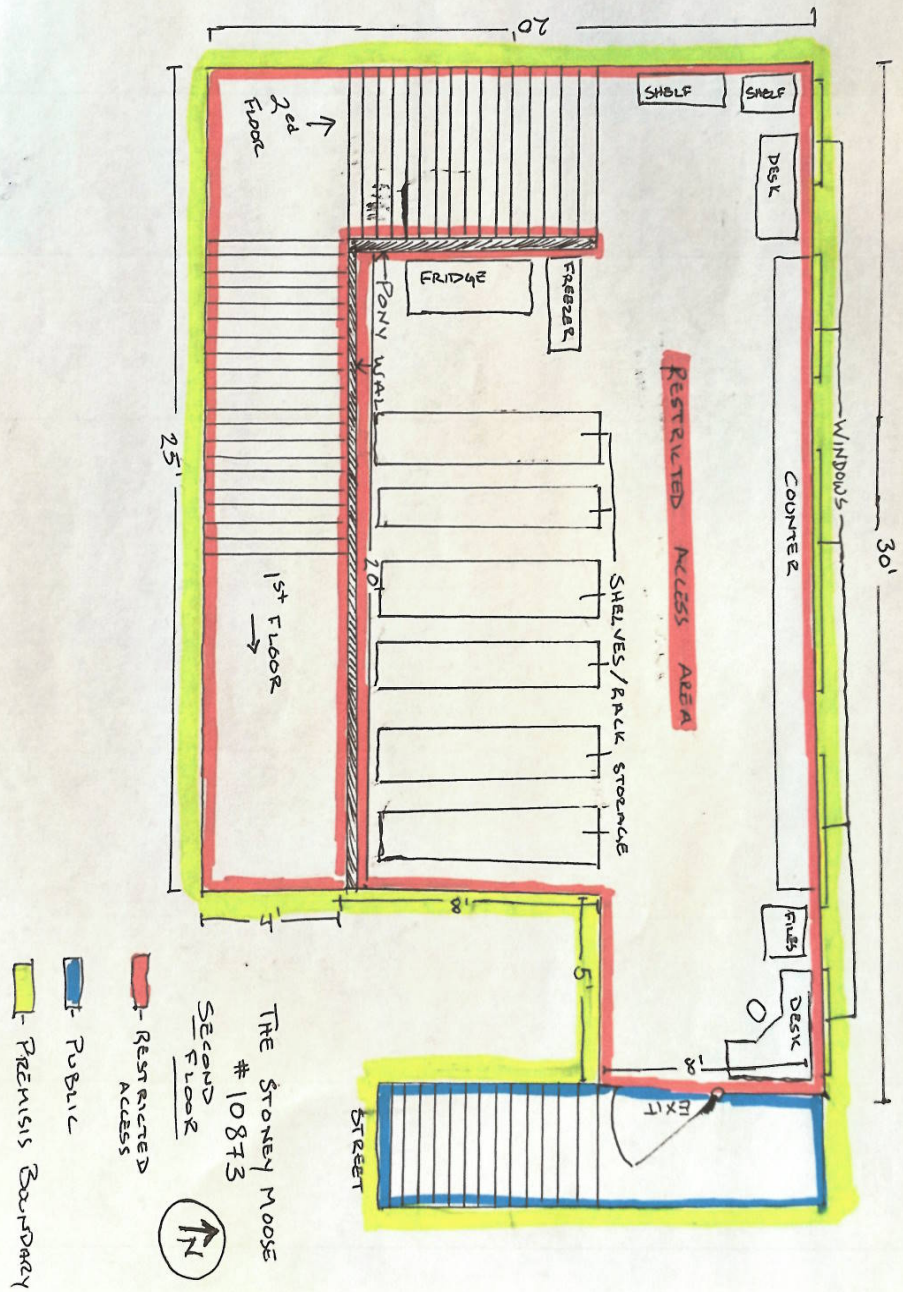 30'
WINDOWS
SHELF
SHELF
DESK
COUNTER
FILES
DESK
20'
RESTRICTED ACCESS AREA
8'
EXIT
FREEZER
FRIDGE
SHELVES/RACK STORAGE
5'
8'
STREET
PONY WALL
20'
2ed
FLOOR
1st FLOOR
4'
25'
THE STONEY MOOSE
# 10873
SECOND
FLOOR
N
- RESTRICTED
ACCESS
- PUBLIC
- PREMISIS BOUNDARY